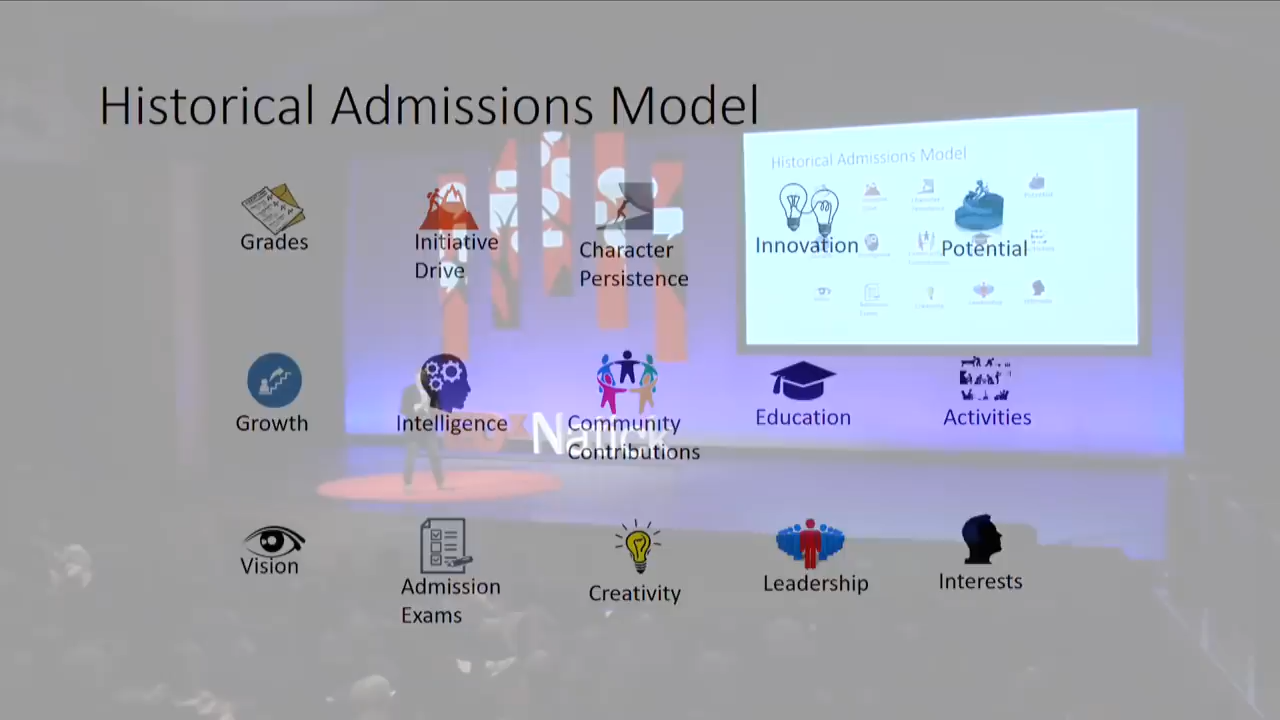 Historical Admissions Model
Historical Admissions Model
Grades
Initiative
Drive
Character
Persistence
Innovation
Potential
Growth
Intelligence
Community
Contributions
Education
Activities
Natick
Vision
Admission
Exams
Creativity
Leadership
Interests